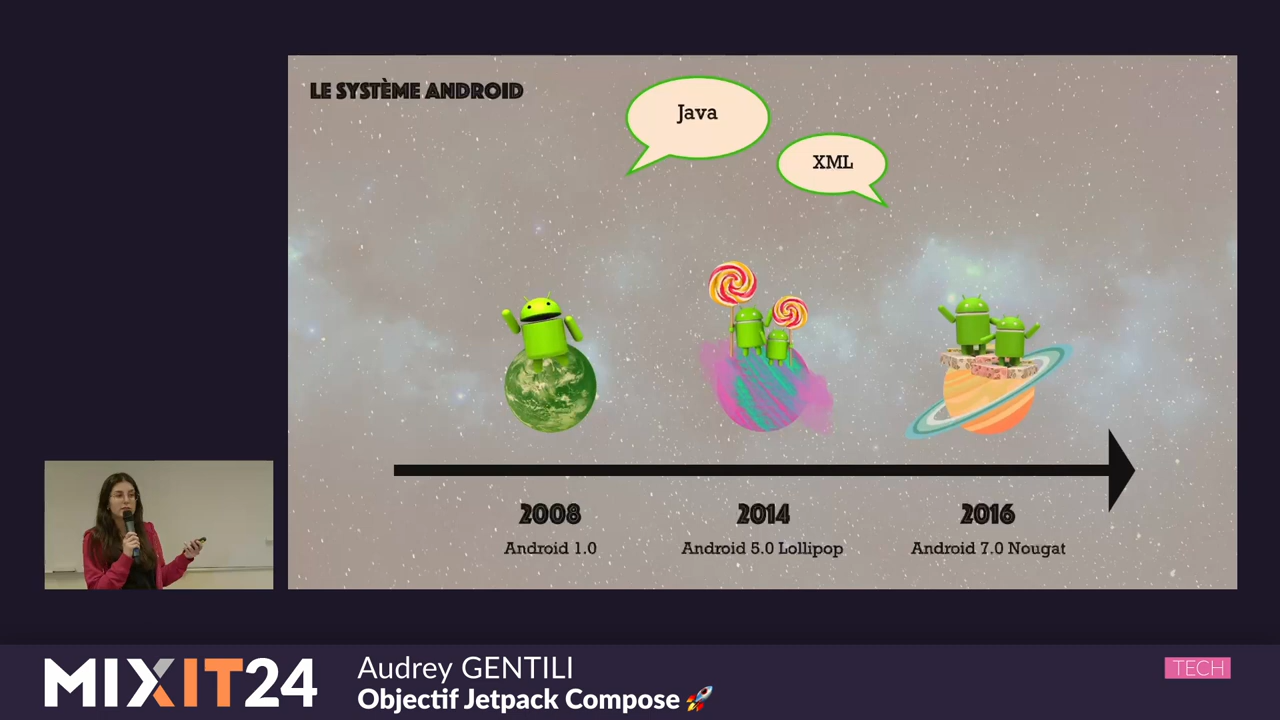 LE SYSTÈME ANDROID
Java
XML
2008
2014
2016
Android 1.0
Android 5.0 Lollipop
Android 7.0 Nougat
MIXIT24
Audrey GENTILI
Objectif Jetpack Compose 🚀
TECH